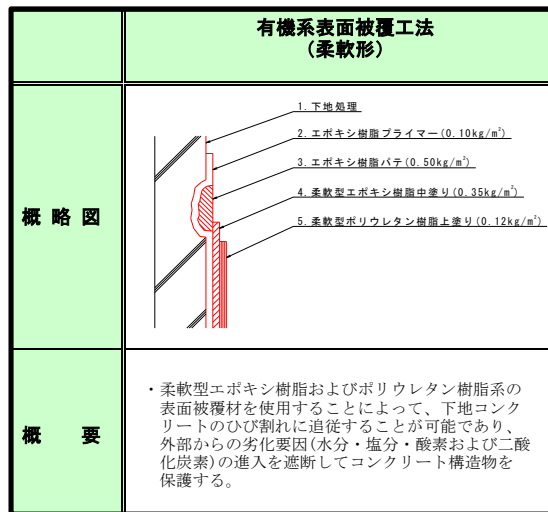 有機系表面被覆工法
(柔軟形)
概略図
1. 下地処理
2. エポキシ樹脂プライマー(0.10kg/㎡)
3. エポキシ樹脂パテ(0.50kg/㎡)
4. 柔軟型エポキシ樹脂中塗り(0.35kg/㎡)
5. 柔軟型ポリウレタン樹脂上塗り(0.12kg/㎡)
概要
・柔軟型エポキシ樹脂およびポリウレタン樹脂系の
表面被覆材を使用することによって、下地コンク
リートのひび割れに追従することが可能であり、
外部からの劣化要因(水分・塩分・酸素および二酸
化炭素)の進入を遮断してコンクリート構造物を
保護する。